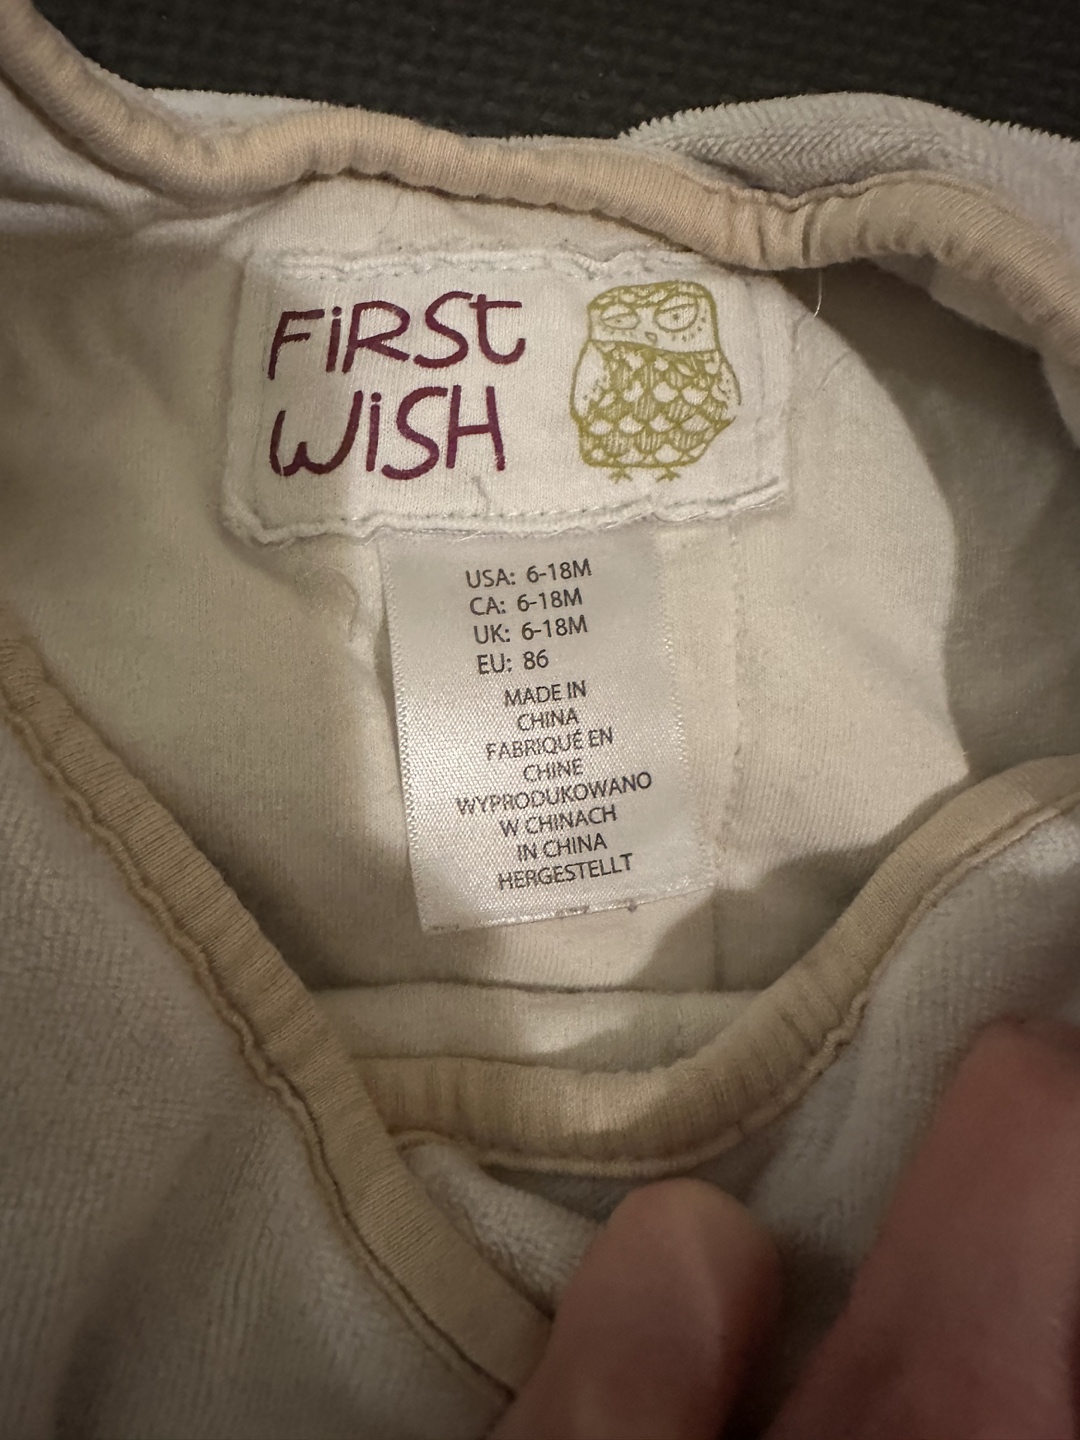 FiRSt
WiSH
USA: 6-18M
CA: 6-18M
UK: 6-18M
EU: 86
MADE IN
CHINA
FABRIQUÉ EN
CHINE
WYPRODUKOWANO
W CHINACH
IN CHINA
HERGESTELLT